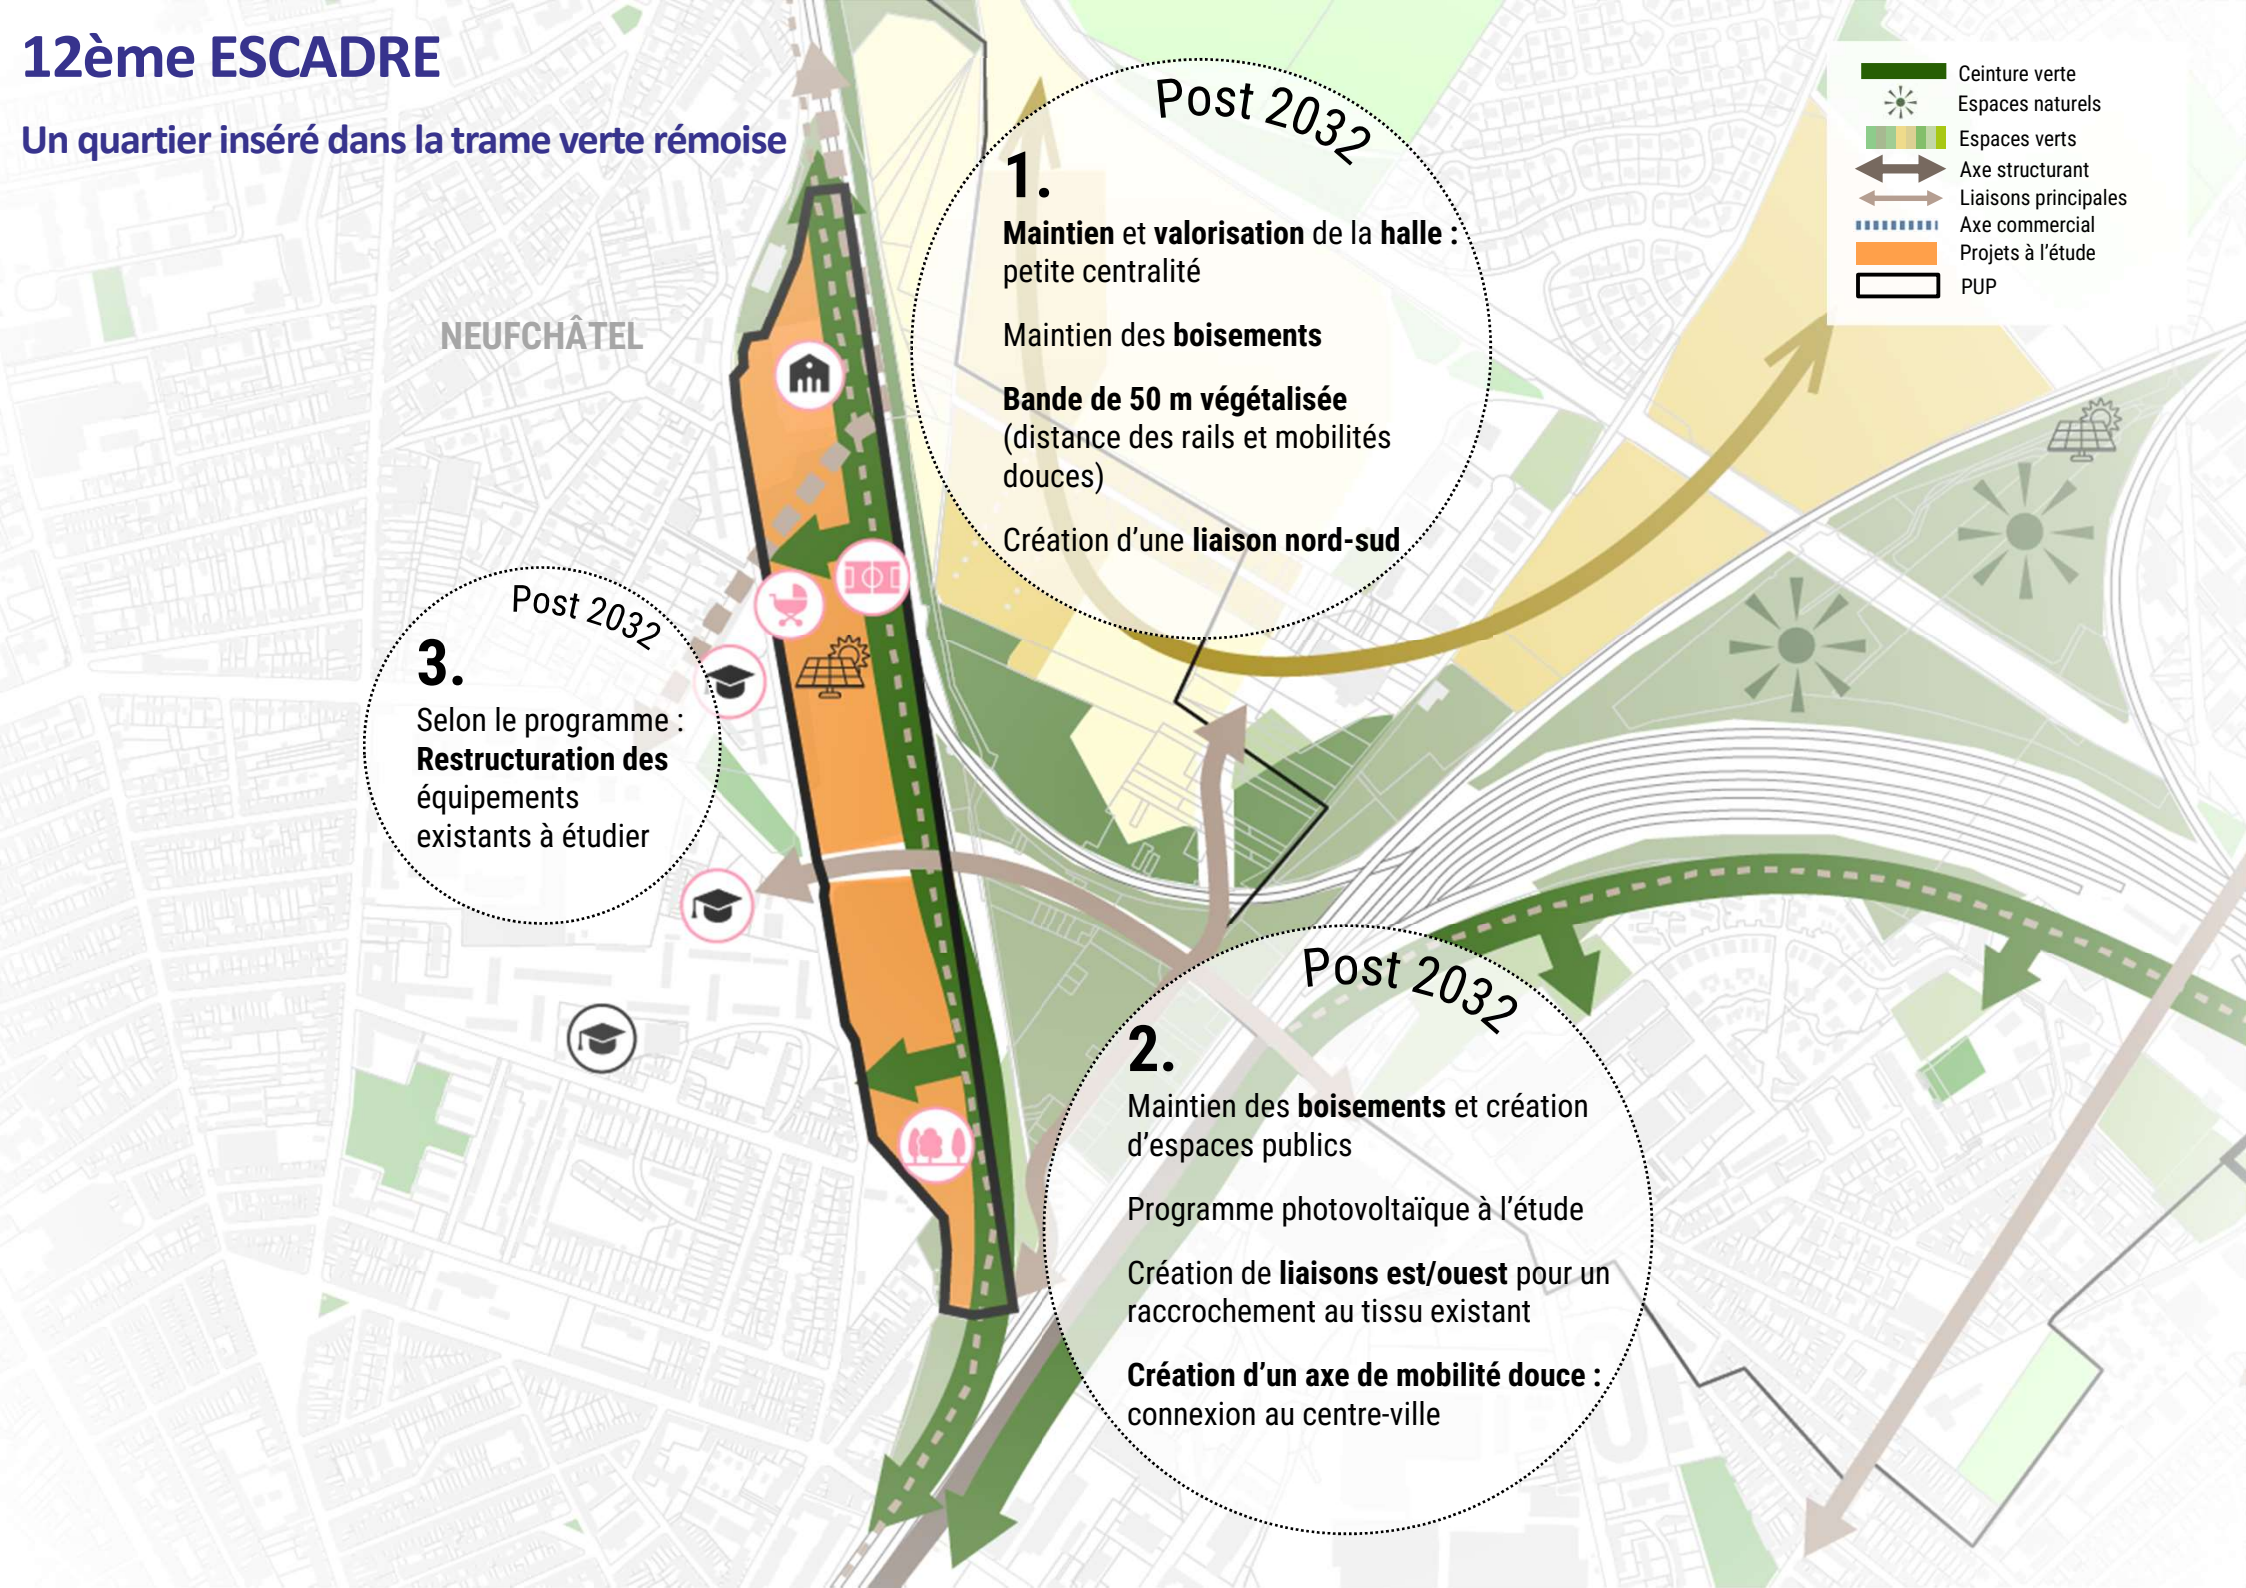 12ème ESCADRE
Un quartier inséré dans la trame verte rémoise
Ceinture verte
Espaces naturels
Espaces verts
Axe structurant
Liaisons principales
Axe commercial
Projets à l'étude
PUP
NEUFCHÂTEL
Post 2032
1.
Maintien et valorisation de la halle :
petite centralité
Maintien des boisements
Bande de 50 m végétalisée
(distance des rails et mobilités
douces)
Création d'une liaison nord-sud
Post 2032
3.
Selon le programme :
Restructuration des
équipements
existants à étudier
Post 2032
2.
Maintien des boisements et création
d'espaces publics
Programme photovoltaïque à l'étude
Création de liaisons est/ouest pour un
raccrochement au tissu existant
Création d'un axe de mobilité douce :
connexion au centre-ville